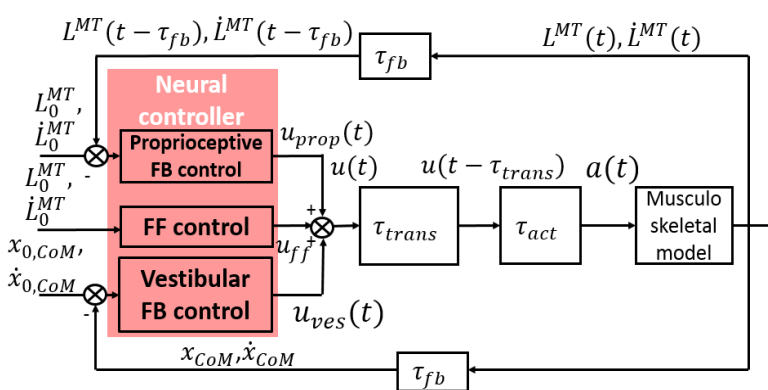 L^{MT}(t − τ_{fb}), L̇^{MT}(t − τ_{fb})
L^{MT}(t), L̇^{MT}(t)
τ_{fb}
Neural
controller
L_0^{MT},
L̇_0^{MT}
-
Proprioceptive
FB control
u_{prop}(t)
u(t)
u(t − τ_{trans})
a(t)
L_0^{MT},
L̇_0^{MT}
FF control
u_{ff}
+
+
τ_{trans}
τ_{act}
Musculo
skeletal
model
x_{0,CoM},
ẋ_{0,CoM}
-
Vestibular
FB control
u_{ves}(t)
x_{CoM}, ẋ_{CoM}
τ_{fb}